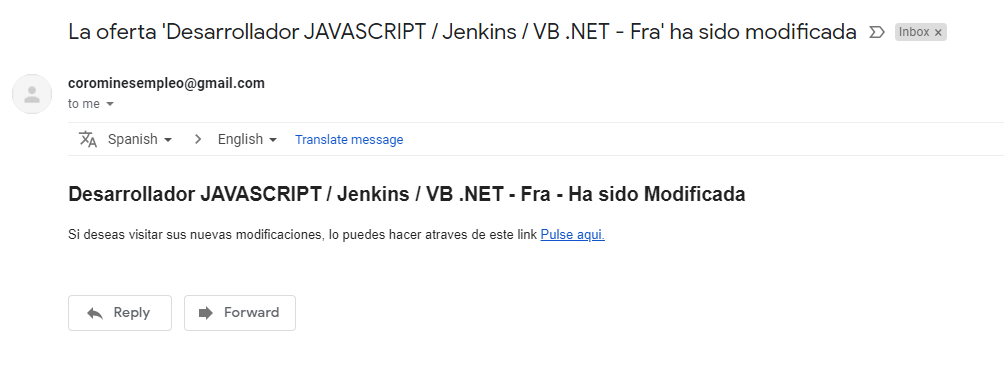 La oferta 'Desarrollador JAVASCRIPT / Jenkins / VB .NET - Fra' ha sido modificada Inbox ×
corominesempleo@gmail.com
to me
Spanish > English Translate message
Desarrollador JAVASCRIPT / Jenkins / VB .NET - Fra - Ha sido Modificada
Si deseas visitar sus nuevas modificaciones, lo puedes hacer atraves de este link Pulse aqui.
Reply Forward